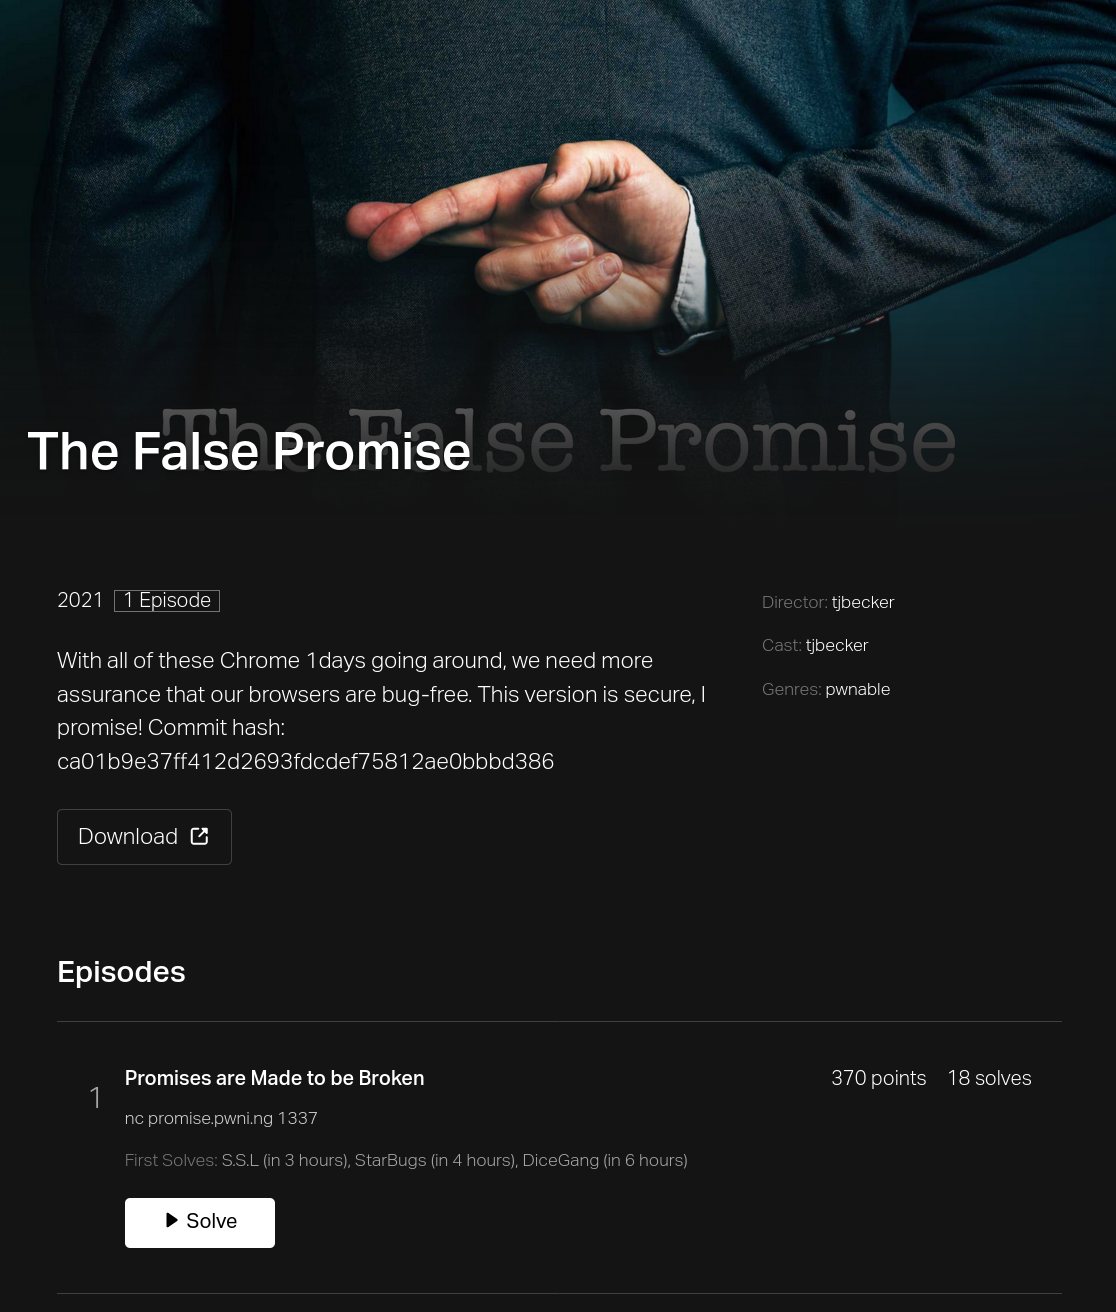 The False Promise
The False Promise
2021 1 Episode
With all of these Chrome 1days going around, we need more
assurance that our browsers are bug-free. This version is secure, I
promise! Commit hash:
ca01b9e37ff412d2693fdcdef75812ae0bbbd386
Download
Director: tjbecker
Cast: tjbecker
Genres: pwnable
Episodes
1
Promises are Made to be Broken
370 points 18 solves
nc promise.pwni.ng 1337
First Solves: S.S.L (in 3 hours), StarBugs (in 4 hours), DiceGang (in 6 hours)
Solve